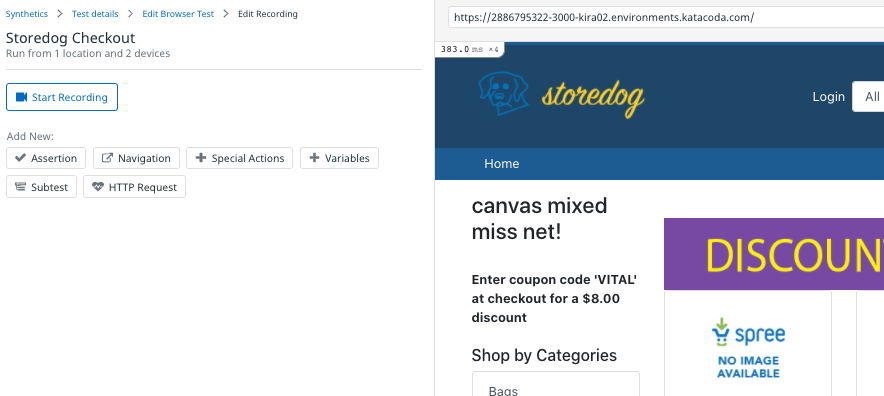 Synthetics > Test details > Edit Browser Test > Edit Recording
Storedog Checkout
Run from 1 location and 2 devices
Start Recording
Add New:
Assertion
Navigation
Special Actions
Variables
Subtest
HTTP Request
https://2886795322-3000-kira02.environments.katacoda.com/
383.0 ms ×4
storedog
Login
All
Home
canvas mixed
miss net!
Enter coupon code 'VITAL'
at checkout for a $8.00
discount
Shop by Categories
Bags
DISCOUN
spree
NO IMAGE
AVAILABLE